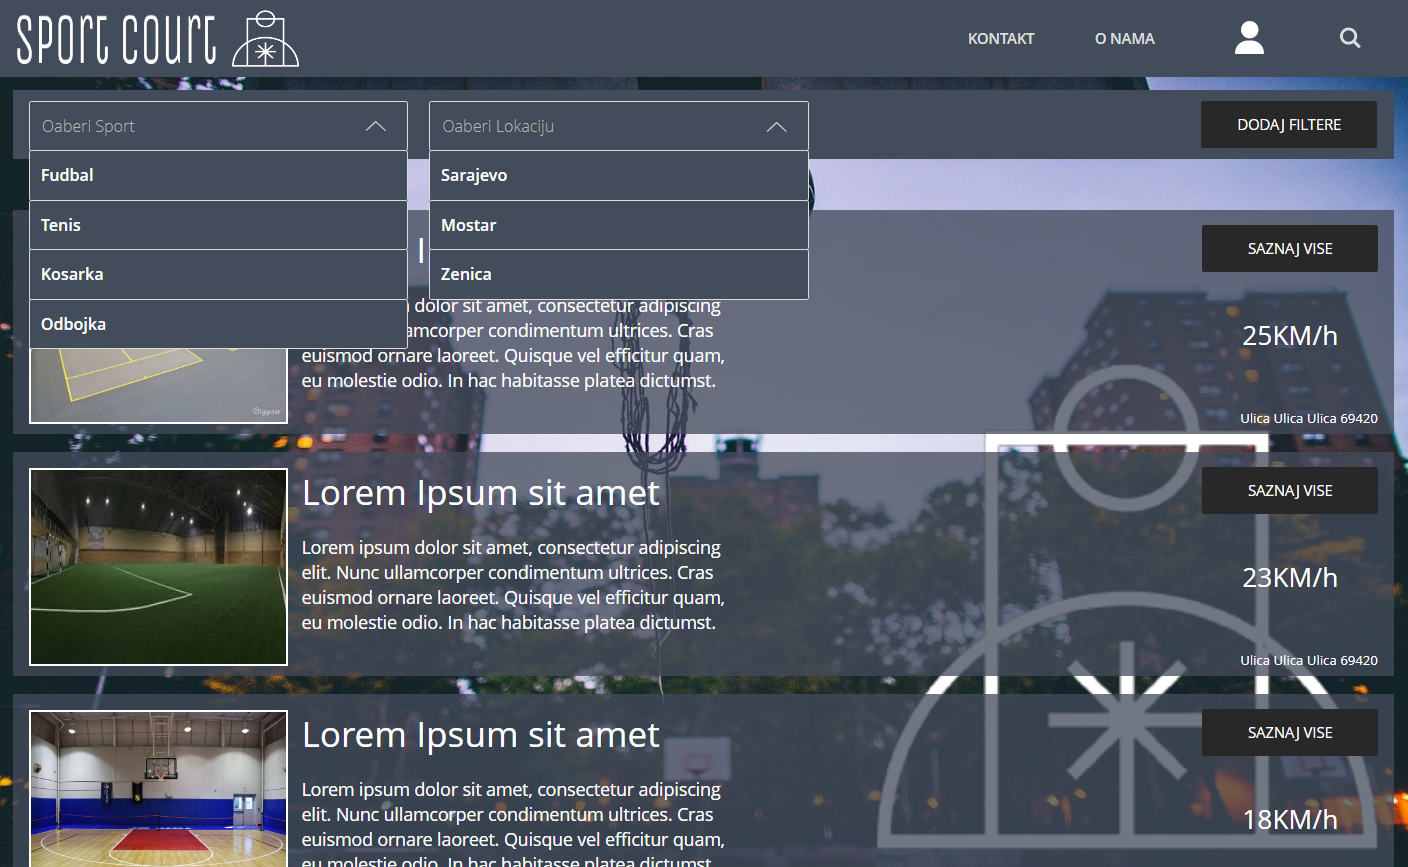 sport court
KONTAKT
O NAMA
Oaberi Sport
Oaberi Lokaciju
DODAJ FILTERE
Fudbal
Tenis
Kosarka
Odbojka
Sarajevo
Mostar
Zenica
SAZNAJ VISE
dolor sit amet, consectetur adipiscing
amcorper condimentum ultrices. Cras
euismod ornare laoreet. Quisque vel efficitur quam,
eu molestie odio. In hac habitasse platea dictumst.
25KM/h
Ulica Ulica Ulica 69420
Giggster
Lorem Ipsum sit amet
Lorem ipsum dolor sit amet, consectetur adipiscing
elit. Nunc ullamcorper condimentum ultrices. Cras
euismod ornare laoreet. Quisque vel efficitur quam,
eu molestie odio. In hac habitasse platea dictumst.
SAZNAJ VISE
23KM/h
Ulica Ulica Ulica 69420
Lorem Ipsum sit amet
Lorem ipsum dolor sit amet, consectetur adipiscing
elit. Nunc ullamcorper condimentum ultrices. Cras
euismod ornare laoreet. Quisque vel efficitur quam,
eu molestie odio. In hac habitasse platea dictumst.
SAZNAJ VISE
18KM/h